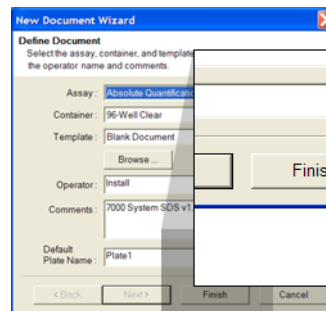 New Document Wizard
Define Document
Select the assay, container, and template
the operator name and comments.
Assay : Absolute Quantification
Container : 96-Well Clear
Template : Blank Document
Browse ...
Operator : Install
Comments : 7000 System SDS v1.
Default
Plate Name : Plate1
< Back Next > Finish Cancel
Finis